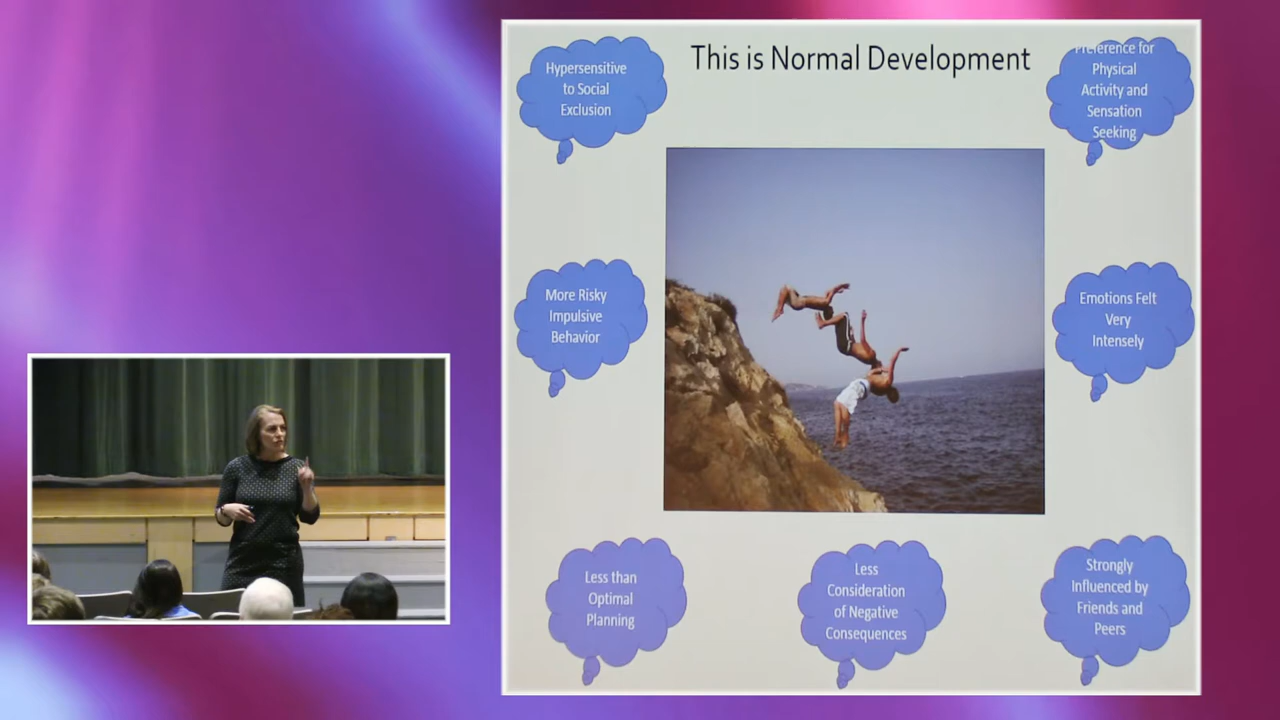 This is Normal Development
Hypersensitive
to Social
Exclusion
Preference for
Physical
Activity and
Sensation
Seeking
More Risky
Impulsive
Behavior
Emotions Felt
Very
Intensely
Less than
Optimal
Planning
Less
Consideration
of Negative
Consequences
Strongly
Influenced by
Friends and
Peers